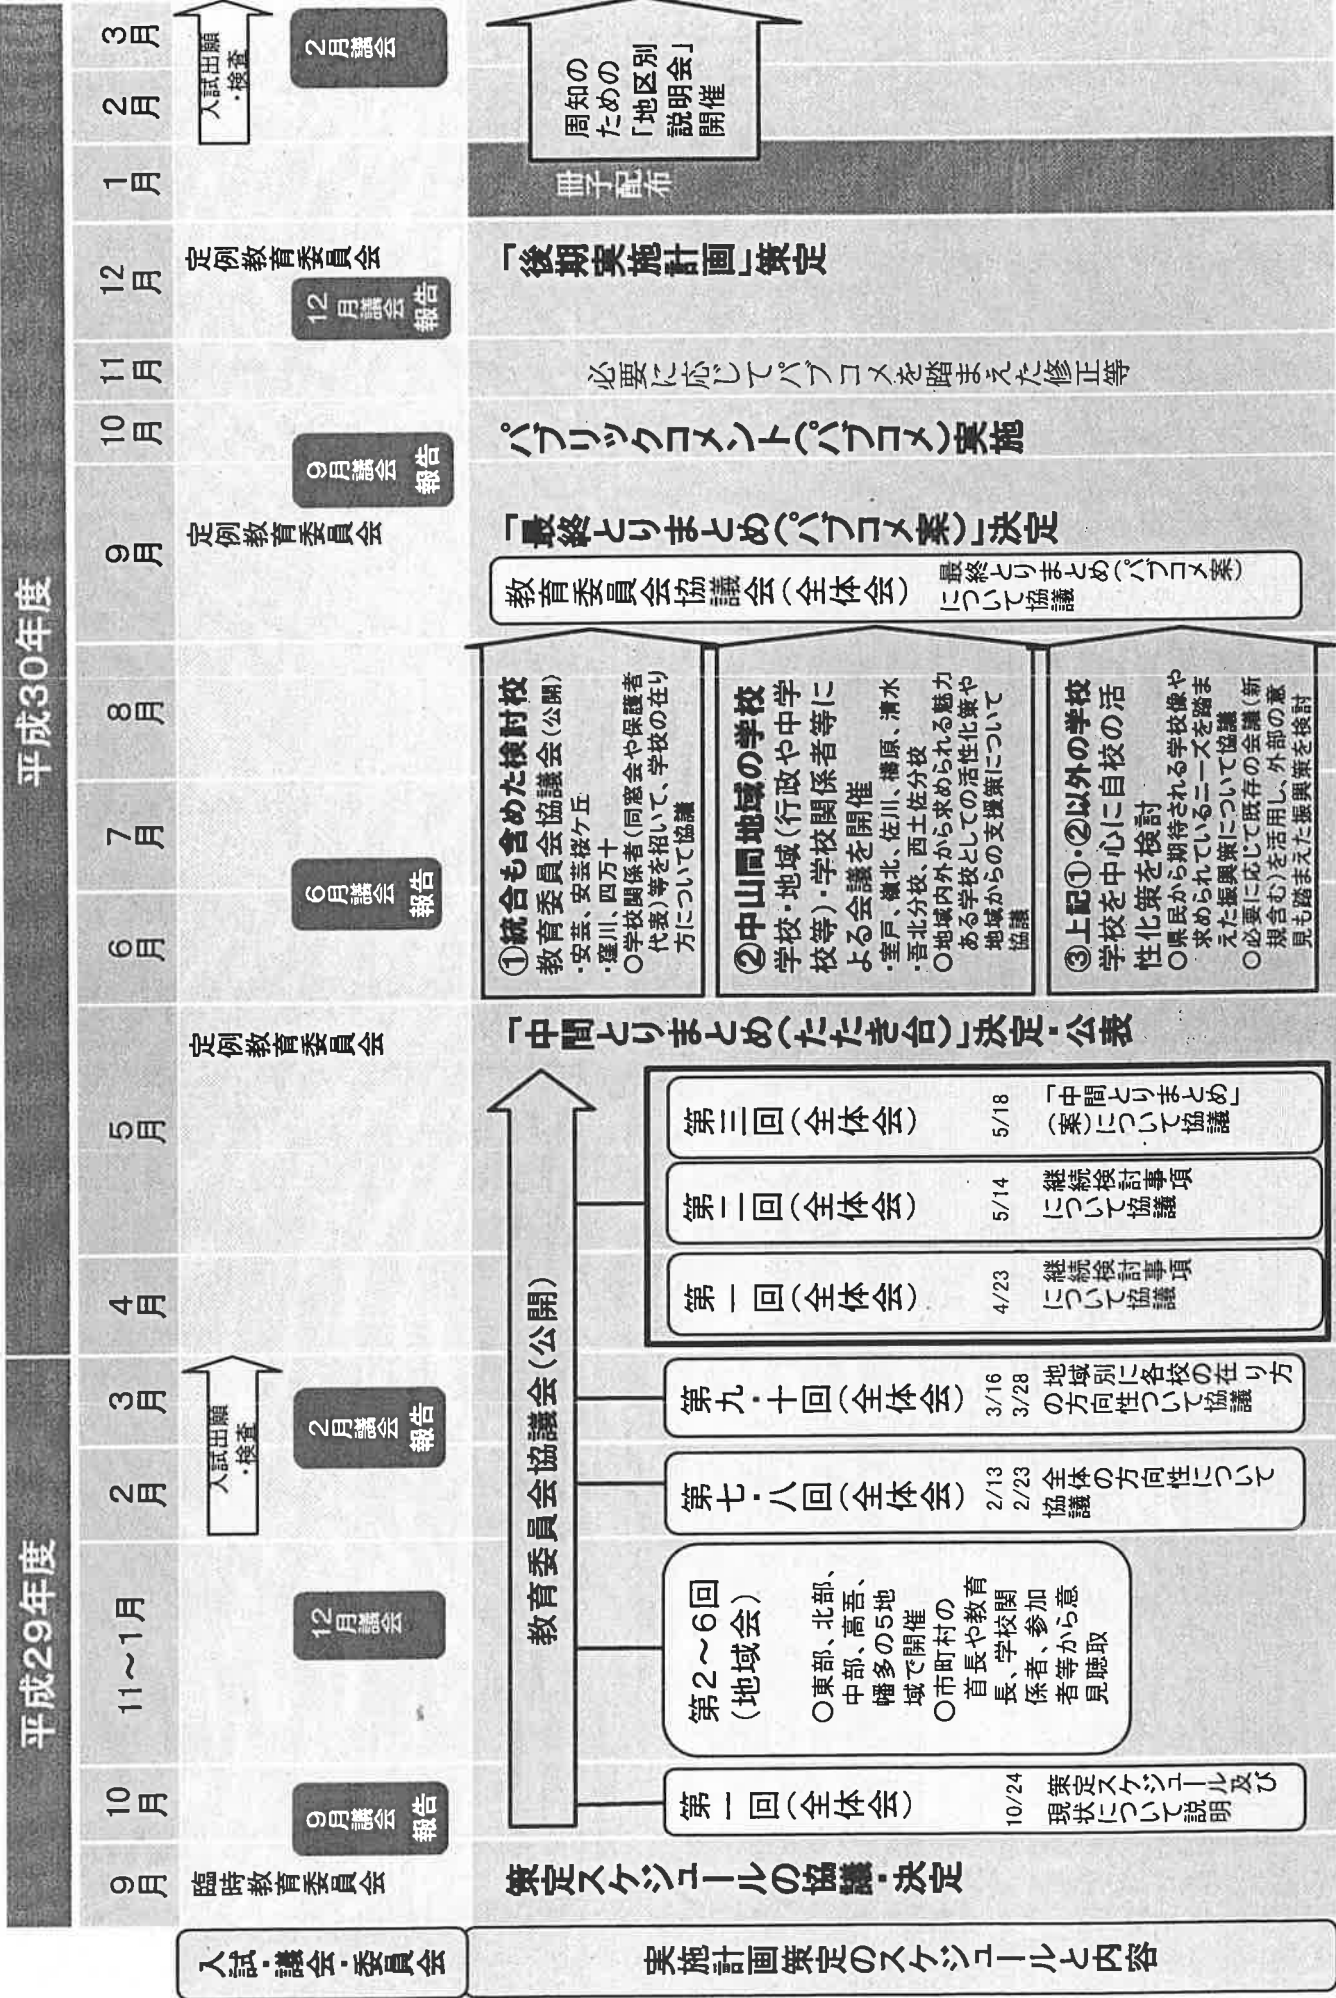 平成29年度
平成30年度
9月
10月
11～1月
2月
3月
4月
5月
6月
7月
8月
9月
10月
11月
12月
1月
2月
3月
入試・議会・委員会
臨時教育委員会
9月議会
報告
12月議会
入試出願
・検査
2月議会
報告
定例教育委員会
6月議会
報告
定例教育委員会
9月議会
報告
定例教育委員会
12月議会
報告
入試出願
・検査
2月議会
実施計画策定のスケジュールと内容
策定スケジュールの協議・決定
教育委員会協議会（公開）
第一回（全体会）
10/24
策定スケジュール及び
現状について説明
第2～6回
（地域会）
○東部、北部、
中部、高吾、
幡多の5地
域で開催
○市町村の
首長や教育
長、学校関
係者、参加
者等から意
見聴取
第七・八回（全体会）
2/13
2/23
全体の方向性について
協議
第九・十回（全体会）
3/16
3/28
地域別に各校の在り方
の方向性ついて協議
第一回（全体会）
4/23
継続検討事項
について協議
第二回（全体会）
5/14
継続検討事項
について協議
第三回（全体会）
5/18
「中間とりまとめ」
（案）について協議
「中間とりまとめ（たたき台）」決定・公表
①統合も含めた検討校
教育委員会協議会（公開）
・安芸、安芸桜ケ丘
・窪川、四万十
○学校関係者（同窓会や保護者
代表）等を招いて、学校の在り
方について協議
②中山間地域の学校
学校・地域（行政や中学
校等）・学校関係者等に
よる会議を開催
・室戸、嶺北、佐川、檮原、清水
・吾北分校、西土佐分校
○地域内外から求められる魅力
ある学校としての活性化策や
地域からの支援策について
協議
③上記①・②以外の学校
学校を中心に自校の活
性化策を検討
○県民から期待される学校像や
求められているニーズを踏ま
えた振興策について協議
○必要に応じて既存の会議（新
規含む）を活用し、外部の意
見も踏まえた振興策を検討
教育委員会協議会（全体会）
最終とりまとめ（パブコメ案）
について協議
「最終とりまとめ（パブコメ案）」決定
パブリックコメント（パブコメ）実施
必要に応じてパブコメを踏まえた修正等
「後期実施計画」策定
冊子配布
周知の
ための
「地区別
説明会」
開催